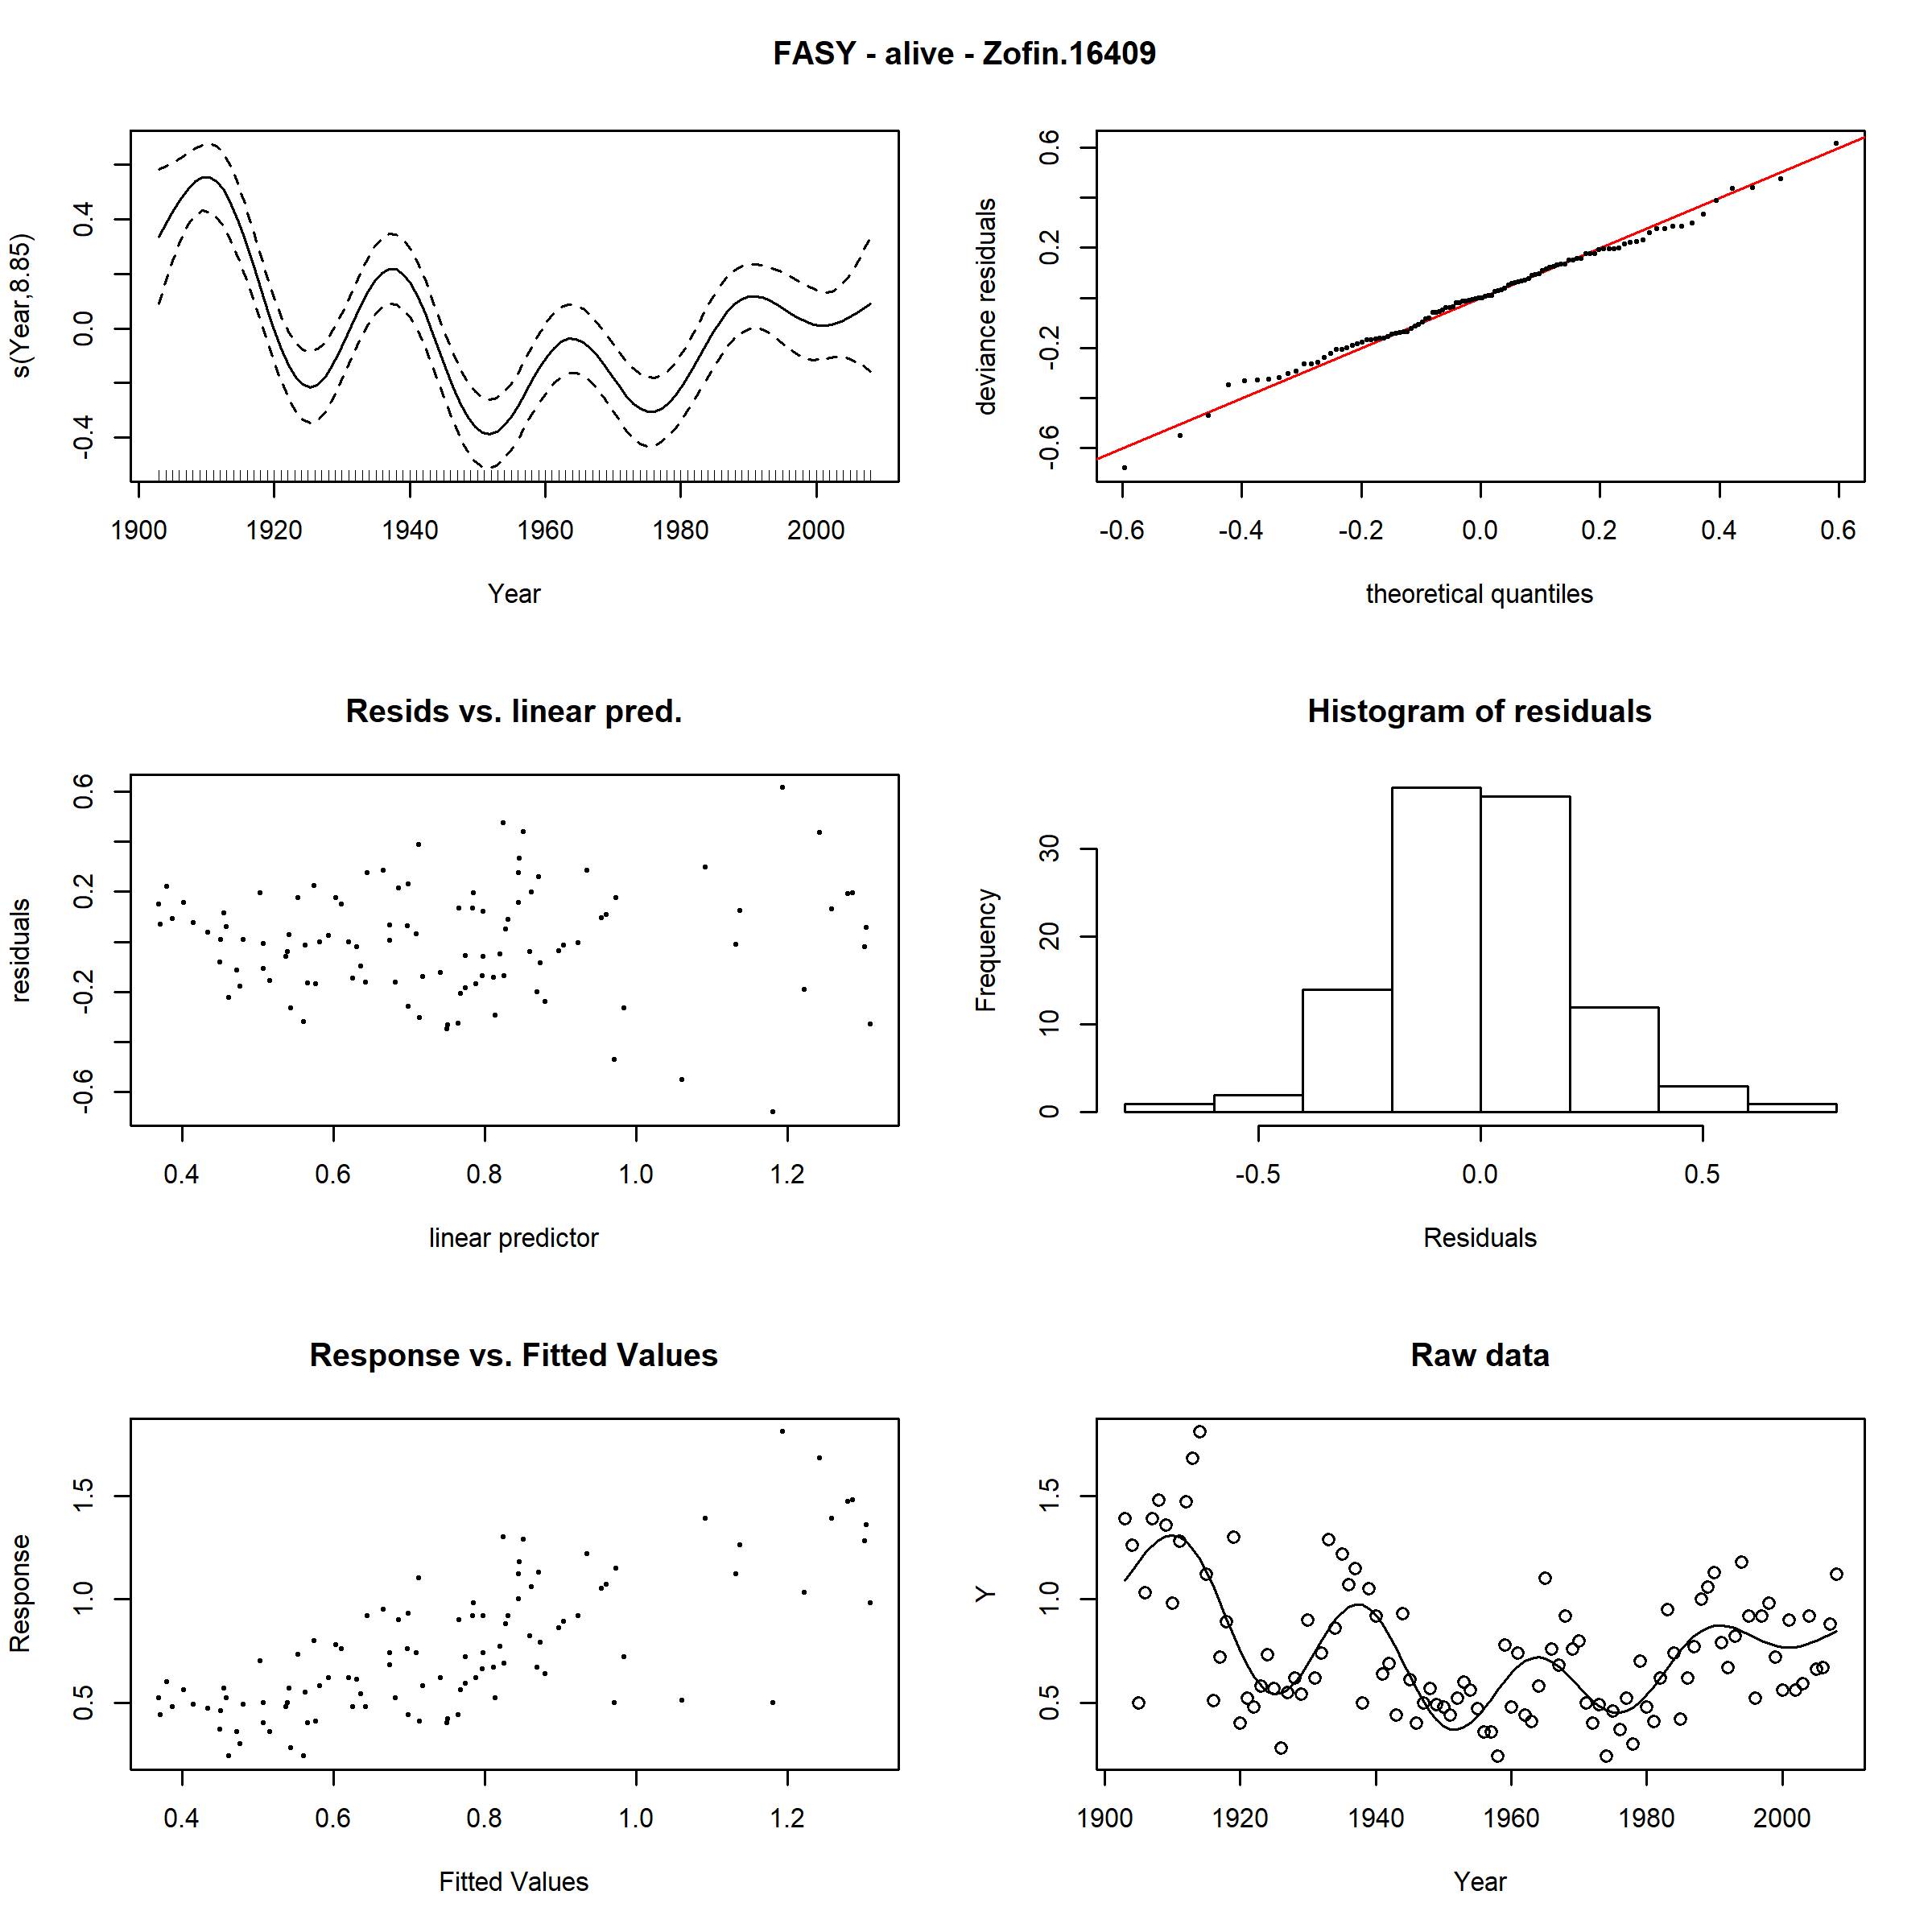 FASY - alive - Zofin.16409
s(Year,8.85)
-0.4 0.0 0.4
1900 1920 1940 1960 1980 2000
Year
deviance residuals
-0.6 -0.2 0.2 0.6
-0.6 -0.4 -0.2 0.0 0.2 0.4 0.6
theoretical quantiles
Resids vs. linear pred.
residuals
-0.6 -0.2 0.2 0.6
0.4 0.6 0.8 1.0 1.2
linear predictor
Histogram of residuals
Frequency
0 10 20 30
-0.5 0.0 0.5
Residuals
Response vs. Fitted Values
Response
0.5 1.0 1.5
0.4 0.6 0.8 1.0 1.2
Fitted Values
Raw data
Y
0.5 1.0 1.5
1900 1920 1940 1960 1980 2000
Year